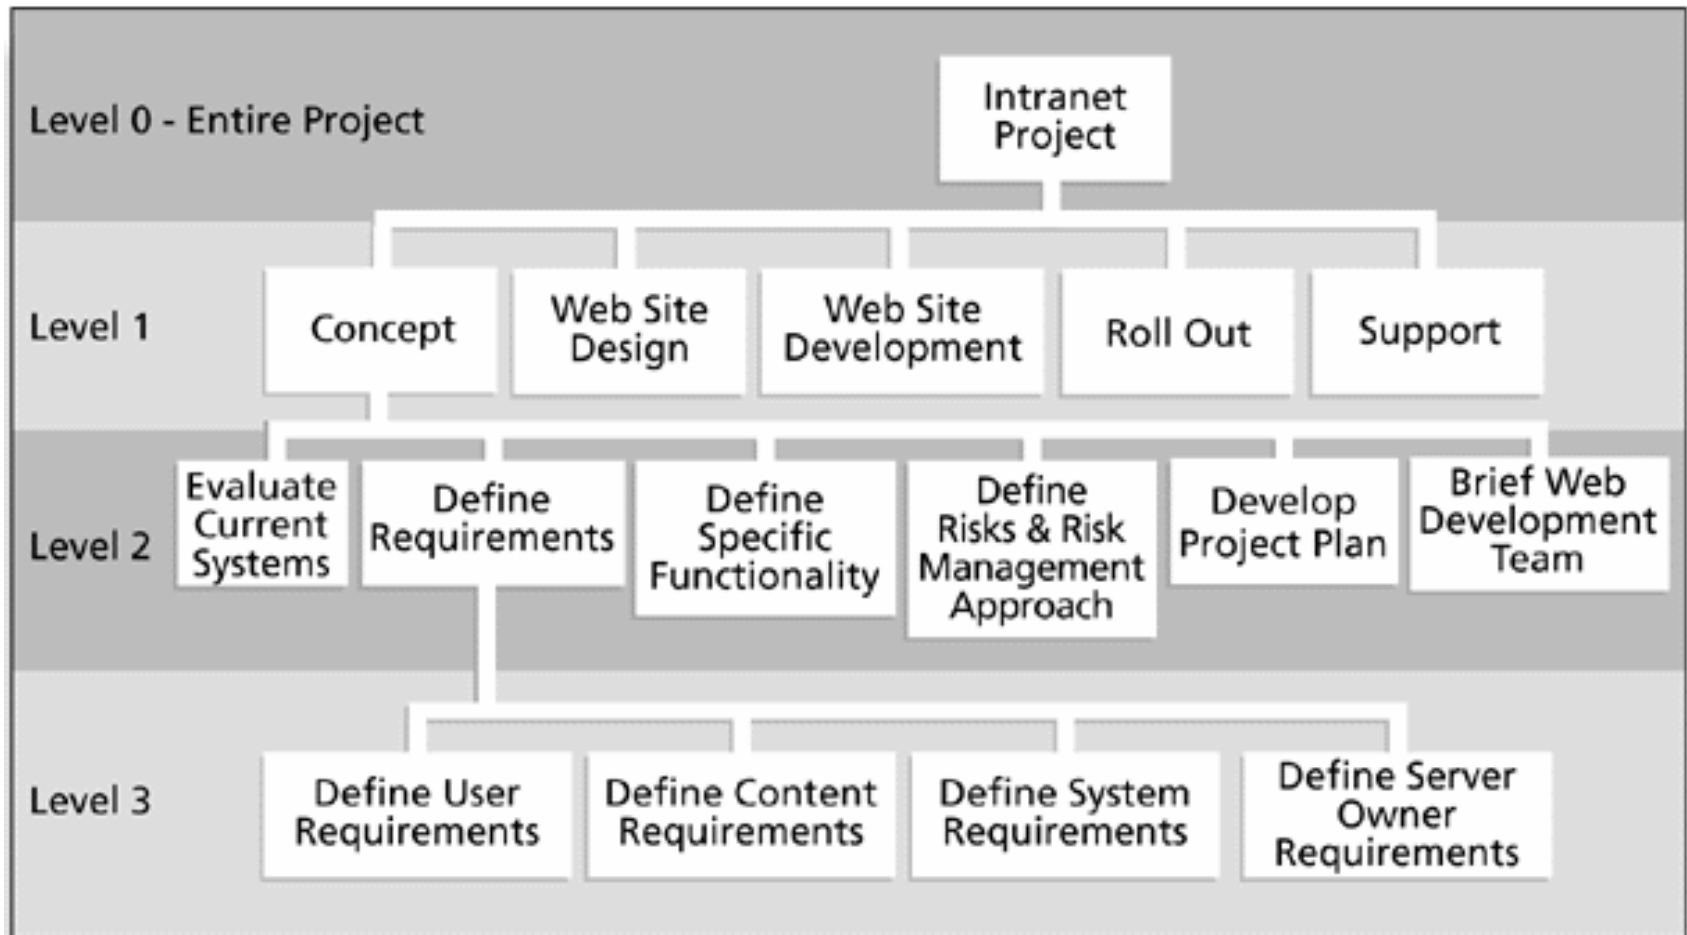 Level 0 - Entire Project
Intranet
Project
Level 1
Concept
Web Site
Design
Web Site
Development
Roll Out
Support
Level 2
Evaluate
Current
Systems
Define
Requirements
Define
Specific
Functionality
Define
Risks & Risk
Management
Approach
Develop
Project Plan
Brief Web
Development
Team
Level 3
Define User
Requirements
Define Content
Requirements
Define System
Requirements
Define Server
Owner
Requirements